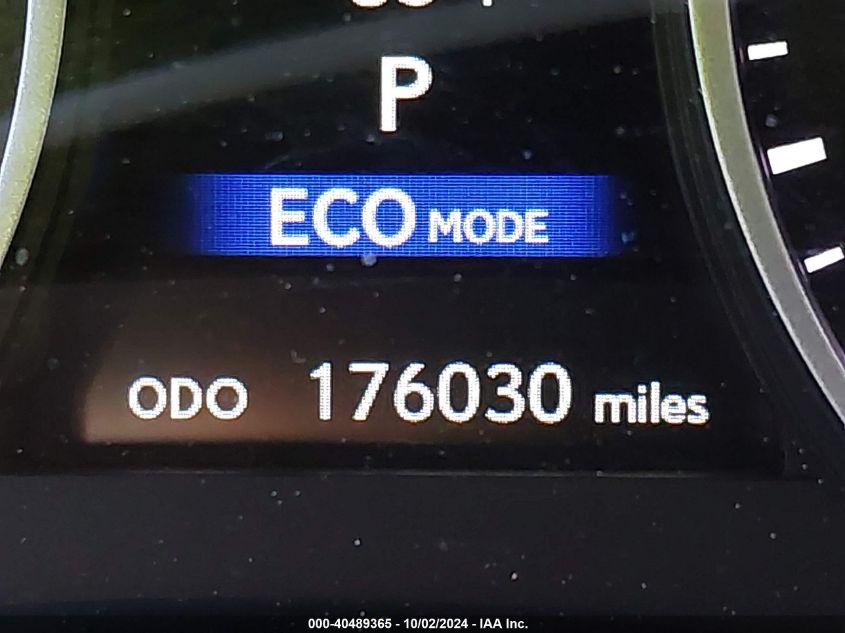 P
ECO MODE
ODO 176030 miles
000-40489365 - 10/02/2024 - IAA Inc.